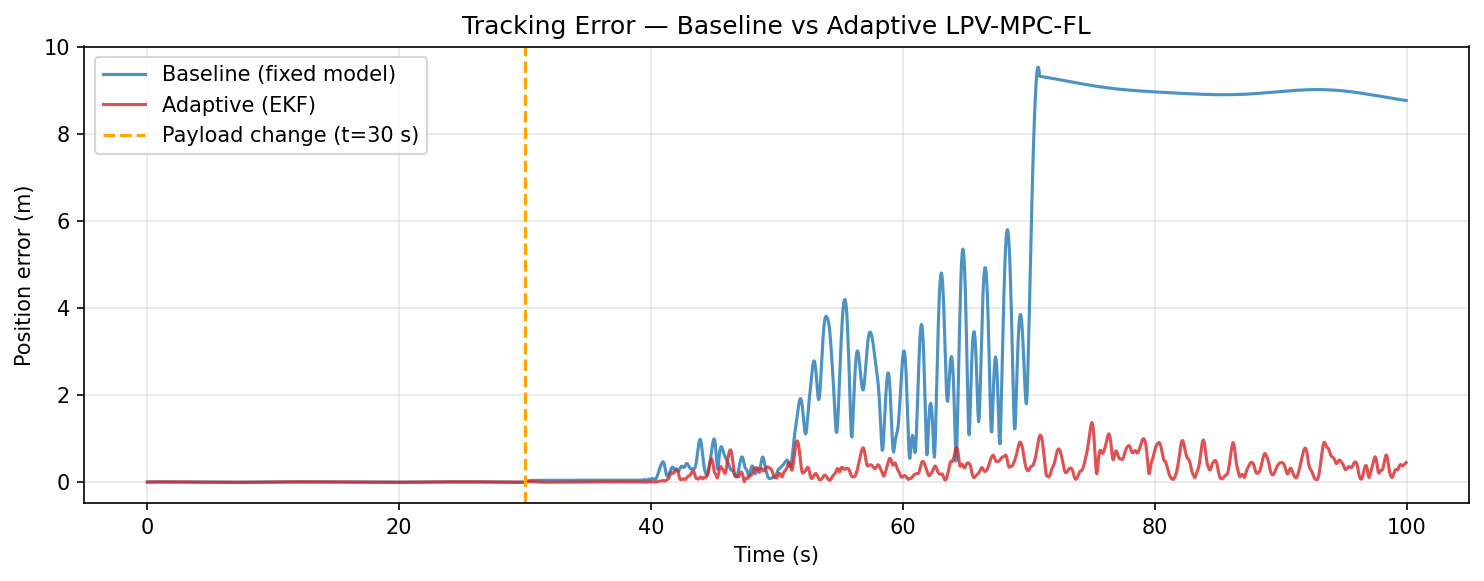 Tracking Error — Baseline vs Adaptive LPV-MPC-FL
Baseline (fixed model)
Adaptive (EKF)
Payload change (t=30 s)
Position error (m)
10
8
6
4
2
0
0
20
40
60
80
100
Time (s)